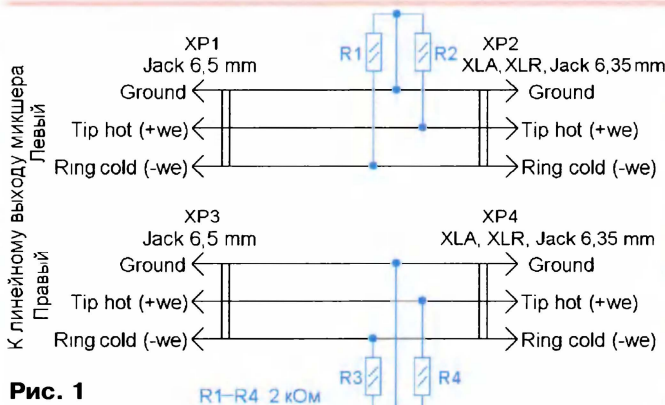 XP1
Jack 6,5 mm
R1
R2
XP2
XLA, XLR, Jack 6,35 mm
Ground
Ground
Tip hot (+we)
Tip hot (+we)
Ring cold (-we)
Ring cold (-we)
К линейному выходу микшера
Левый
Правый
XP3
Jack 6,5 mm
XP4
XLA, XLR, Jack 6,35 mm
Ground
Ground
Tip hot (+we)
Tip hot (+we)
Ring cold (-we)
Ring cold (-we)
R3
R4
Рис. 1
R1–R4 2 кОм